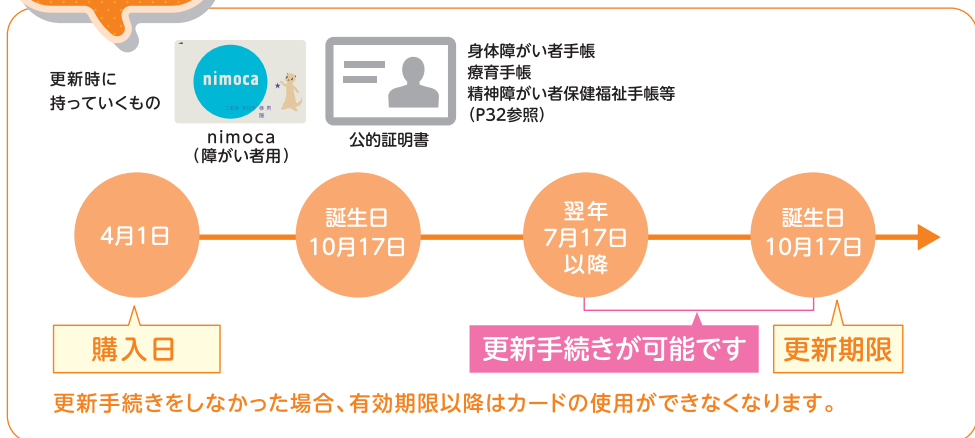 更新時に
持っていくもの
nimoca
nimoca
(障がい者用)
公的証明書
身体障がい者手帳
療育手帳
精神障がい者保健福祉手帳等
(P32参照)
4月1日
誕生日
10月17日
翌年
7月17日
以降
誕生日
10月17日
購入日
更新手続きが可能です
更新期限
更新手続きをしなかった場合、有効期限以降はカードの使用ができなくなります。